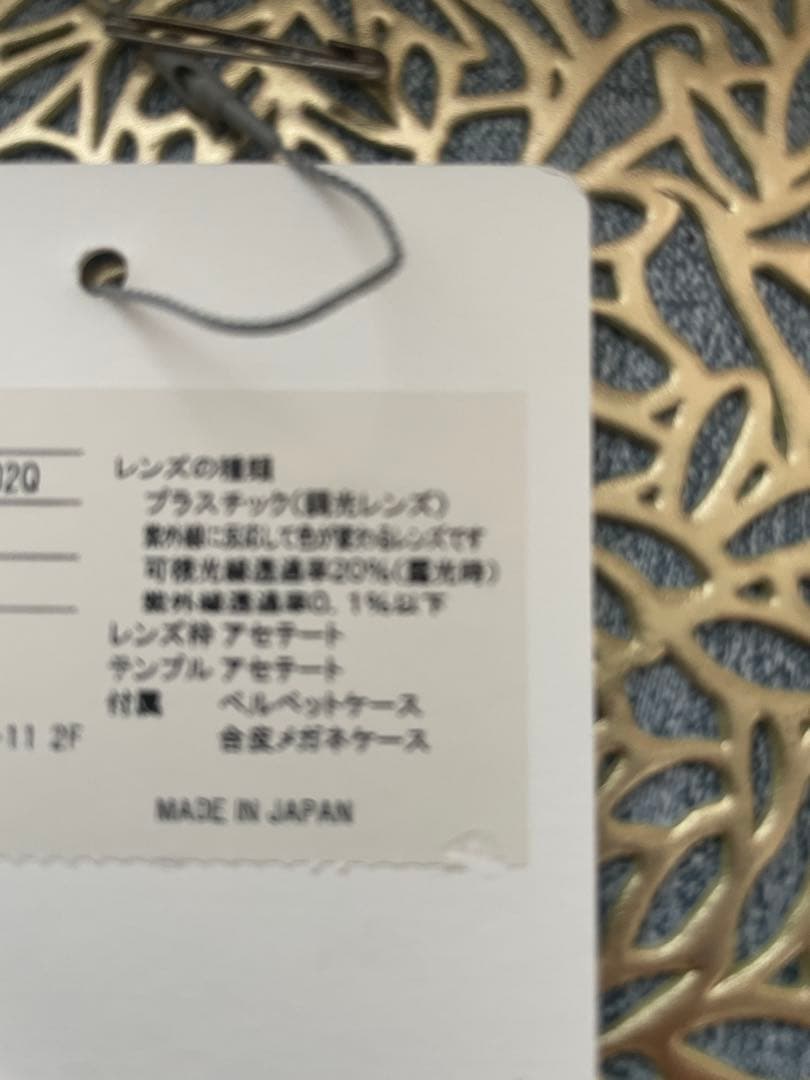 02Q
レンズの種類
プラスチック(調光レンズ)
紫外線に反応して色が変わるレンズです
可視光線透過率20%(露光時)
紫外線透過率0.1%以下
レンズ枠 アセテート
テンプル アセテート
付属 ベルベットケース
合皮メガネケース
-11 2F
MADE IN JAPAN